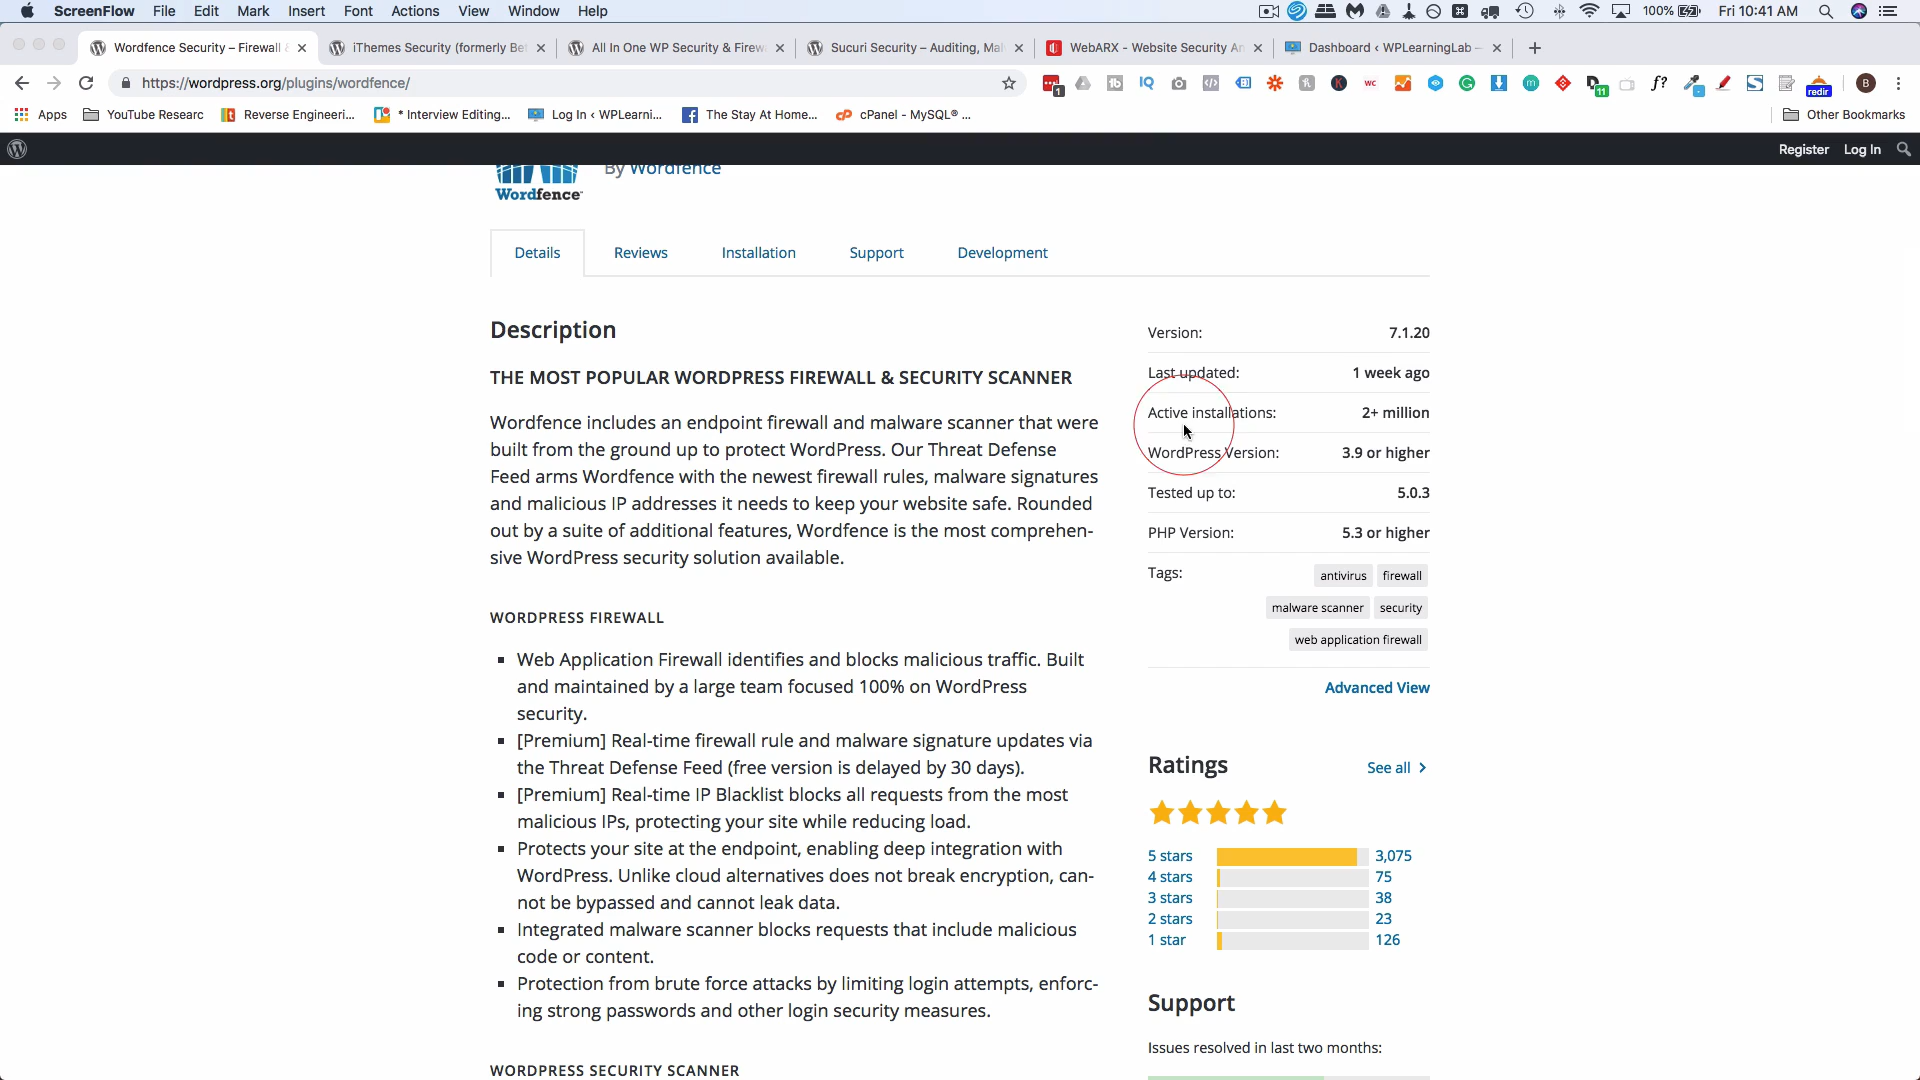 ScreenFlow File Edit Mark Insert Font Actions View Window Help 100% Fri 10:41 AM
Wordfence Security – Firewall & iThemes Security (formerly Bet All In One WP Security & Firew Sucuri Security – Auditing, Mal WebARX - Website Security An Dashboard ‹ WPLearningLab –
https://wordpress.org/plugins/wordfence/
Apps YouTube Researc Reverse Engineeri... * Interview Editing... Log In ‹ WPLearni... The Stay At Home... cPanel - MySQL® ... Other Bookmarks
Register Log In
Wordfence
By Wordfence
Details Reviews Installation Support Development
Description
THE MOST POPULAR WORDPRESS FIREWALL & SECURITY SCANNER
Wordfence includes an endpoint firewall and malware scanner that were
built from the ground up to protect WordPress. Our Threat Defense
Feed arms Wordfence with the newest firewall rules, malware signatures
and malicious IP addresses it needs to keep your website safe. Rounded
out by a suite of additional features, Wordfence is the most comprehen-
sive WordPress security solution available.
WORDPRESS FIREWALL
Web Application Firewall identifies and blocks malicious traffic. Built
and maintained by a large team focused 100% on WordPress
security.
[Premium] Real-time firewall rule and malware signature updates via
the Threat Defense Feed (free version is delayed by 30 days).
[Premium] Real-time IP Blacklist blocks all requests from the most
malicious IPs, protecting your site while reducing load.
Protects your site at the endpoint, enabling deep integration with
WordPress. Unlike cloud alternatives does not break encryption, can-
not be bypassed and cannot leak data.
Integrated malware scanner blocks requests that include malicious
code or content.
Protection from brute force attacks by limiting login attempts, enforc-
ing strong passwords and other login security measures.
WORDPRESS SECURITY SCANNER
Version: 7.1.20
Last updated: 1 week ago
Active installations: 2+ million
WordPress Version: 3.9 or higher
Tested up to: 5.0.3
PHP Version: 5.3 or higher
Tags: antivirus firewall
malware scanner security
web application firewall
Advanced View
Ratings See all
5 stars 3,075
4 stars 75
3 stars 38
2 stars 23
1 star 126
Support
Issues resolved in last two months: